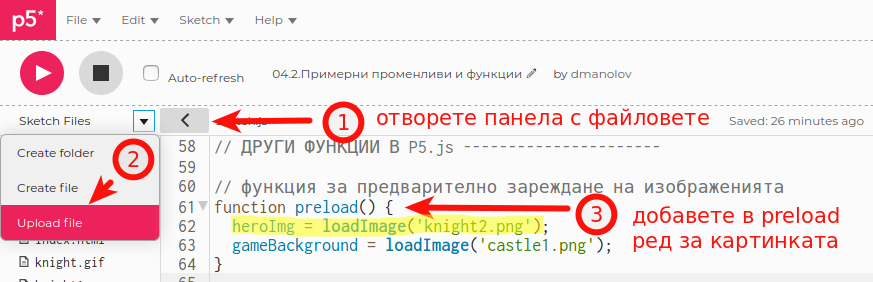 p5*
File Edit Sketch Help
Auto-refresh 04.2.Примерни променливи и функции by dmanolov
Sketch Files
1 отворете панела с файловете
Saved: 26 minutes ago
Create folder
Create file
Upload file
2
index.html
knight.gif
58 // ДРУГИ ФУНКЦИИ В P5.js ----------------------
59
60 // функция за предварително зареждане на изображенията
61 function preload() {
62 heroImg = loadImage('knight2.png');
63 gameBackground = loadImage('castle1.png');
64 }
65
3 добавете в preload
ред за картинката